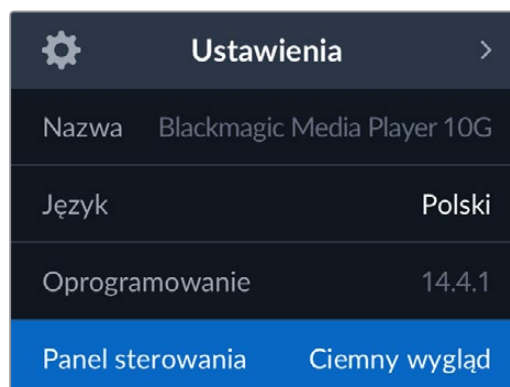 Ustawienia
Nazwa Blackmagic Media Player 10G
Język Polski
Oprogramowanie 14.4.1
Panel sterowania Ciemny wygląd